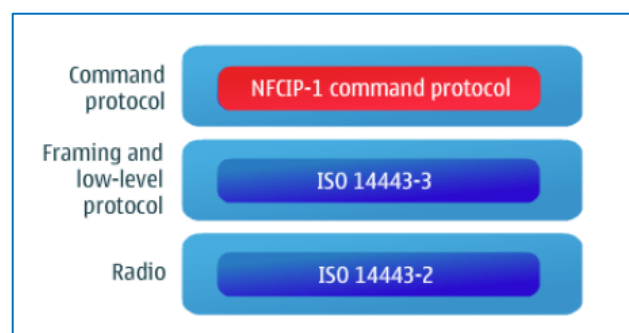 Command
protocol
NFCIP-1 command protocol
Framing and
low-level
protocol
ISO 14443-3
Radio
ISO 14443-2